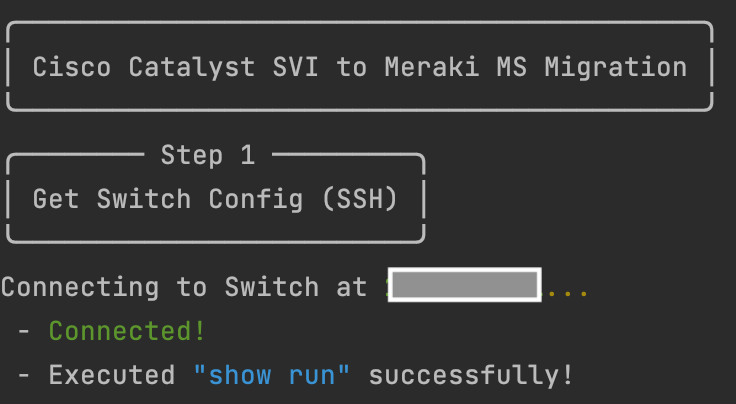 Cisco Catalyst SVI to Meraki MS Migration
Step 1
Get Switch Config (SSH)
Connecting to Switch at ...
- Connected!
- Executed "show run" successfully!